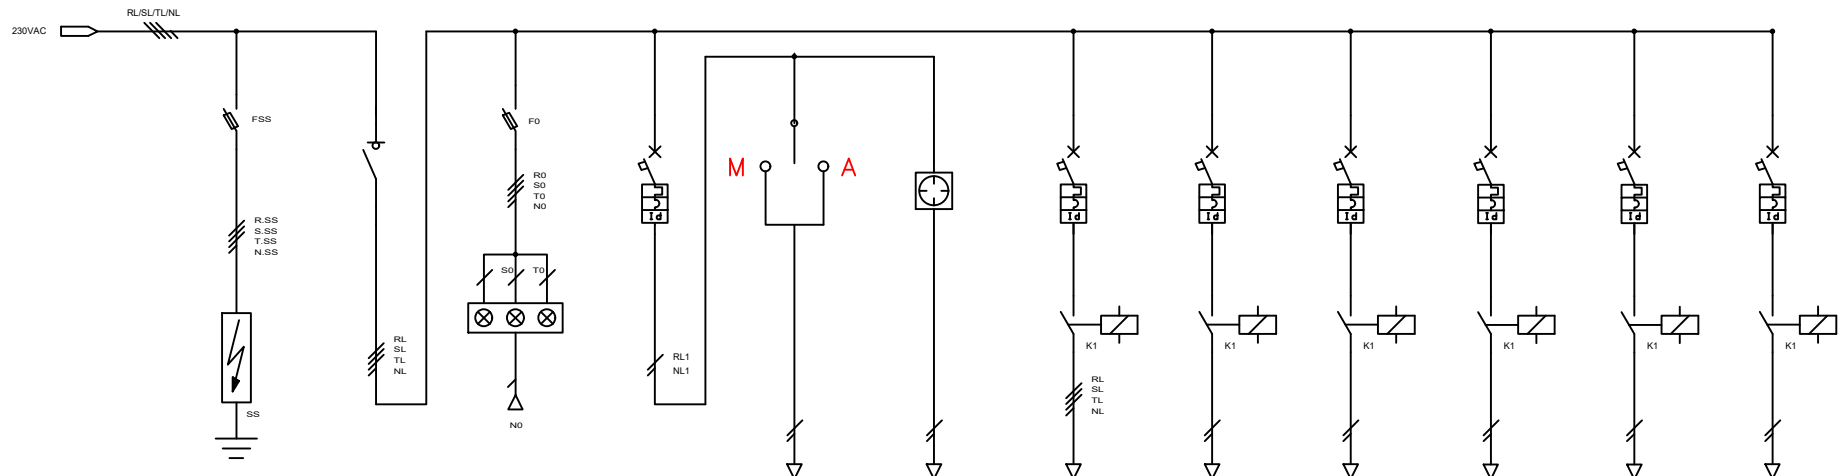 RL/SL/TL/NL
230VAC
FSS
F0
M
A
R0
S0
T0
N0
Id
Id
Id
Id
Id
Id
Id
R.SS
S.SS
T.SS
N.SS
S0
T0
RL
SL
TL
NL
RL1
NL1
K1
K1
K1
K1
K1
K1
RL
SL
TL
NL
SS
N0